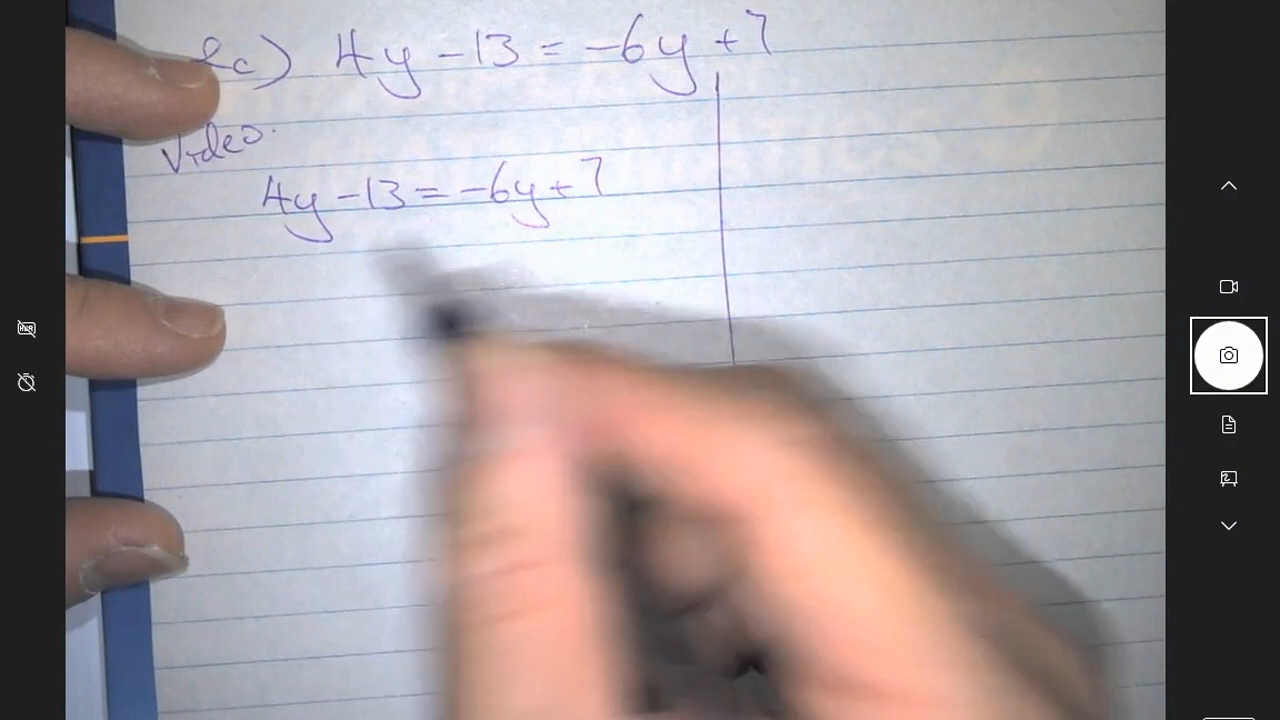 2c) 4y - 13 = -6y + 7
Video
4y - 13 = -6y + 7